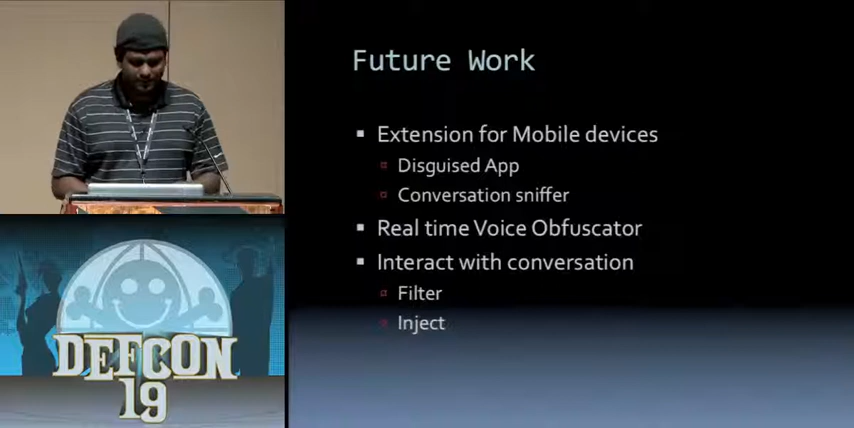 Future Work
Extension for Mobile devices
Disguised App
Conversation sniffer
Real time Voice Obfuscator
Interact with conversation
Filter
Inject
DEFCON
19